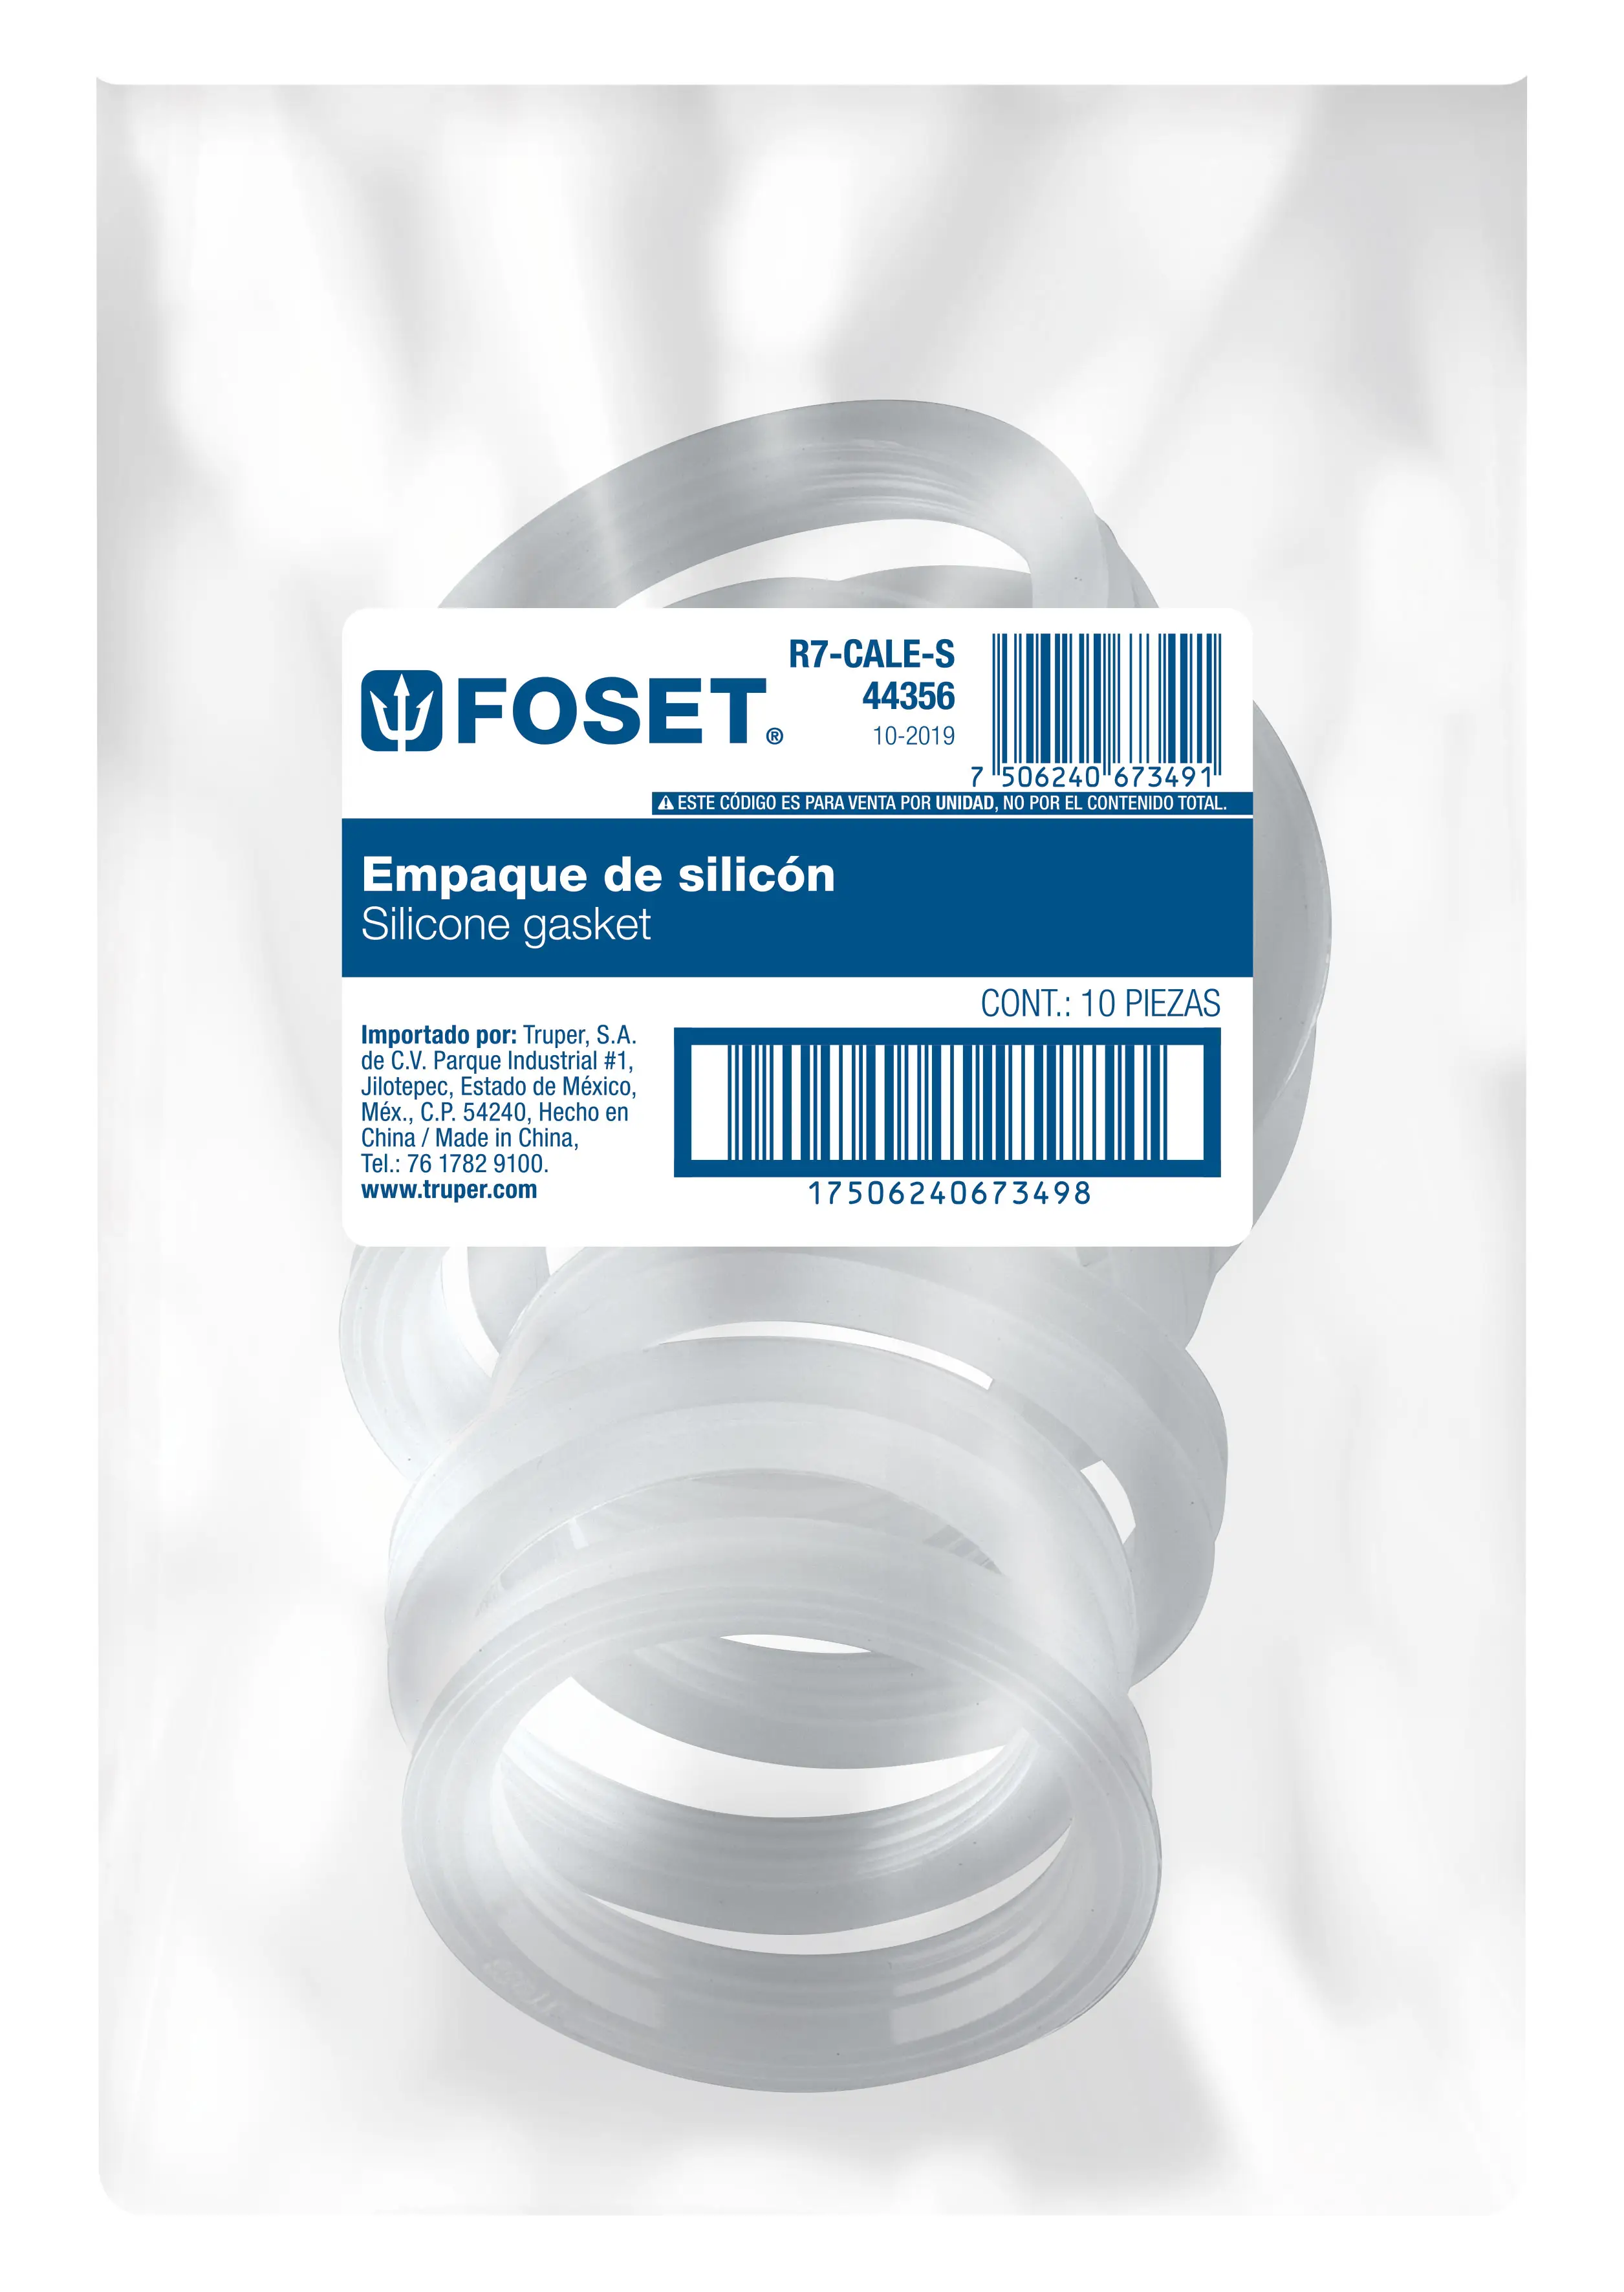 FOSET®
R7-CALE-S
44356
10-2019
7 506240 673491
ESTE CÓDIGO ES PARA VENTA POR UNIDAD, NO POR EL CONTENIDO TOTAL.
Empaque de silicón
Silicone gasket
CONT.: 10 PIEZAS
Importado por: Truper, S.A.
de C.V. Parque Industrial #1,
Jilotepec, Estado de México,
Méx., C.P. 54240, Hecho en
China / Made in China,
Tel.: 76 1782 9100.
www.truper.com
17506240673498